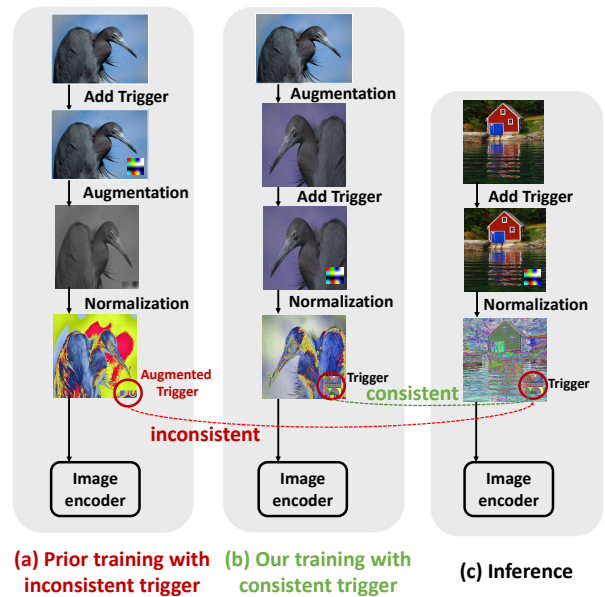 Add Trigger
Augmentation
Normalization
Augmented
Trigger
Image
encoder
(a) Prior training with
inconsistent trigger
Augmentation
Add Trigger
Normalization
Trigger
Image
encoder
(b) Our training with
consistent trigger
Add Trigger
Normalization
Trigger
Image
encoder
(c) Inference
consistent
inconsistent